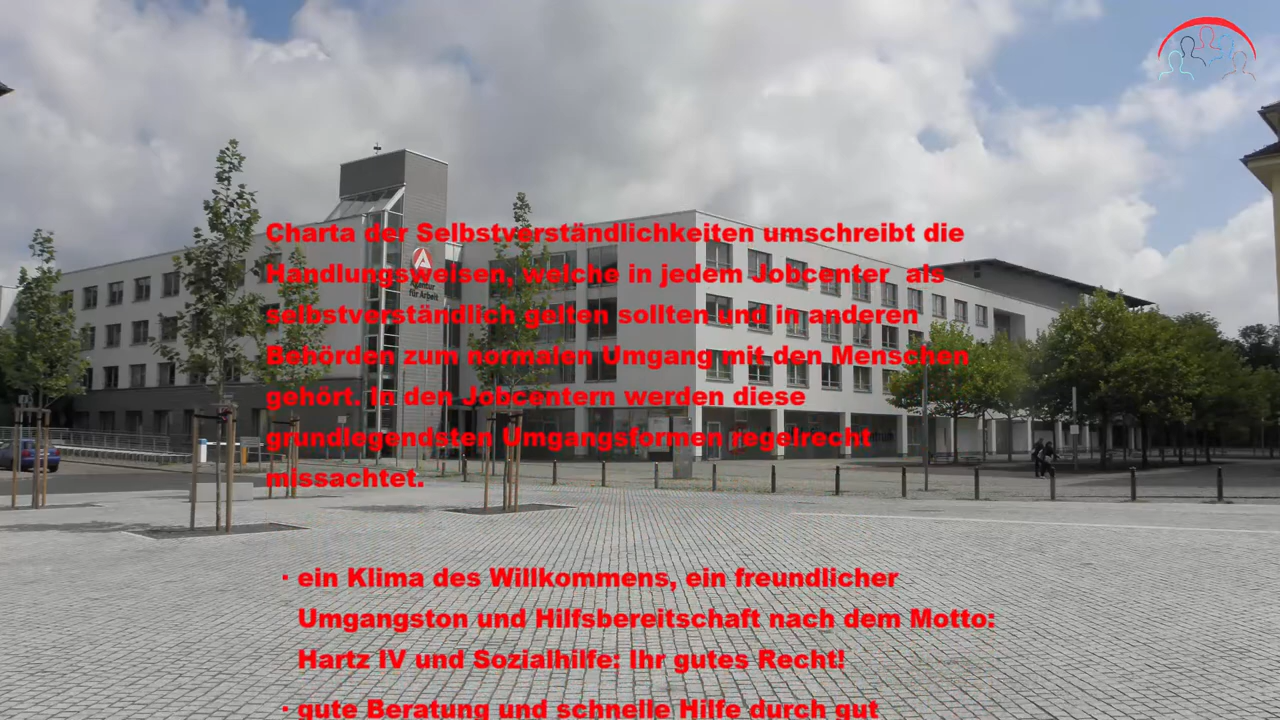 Charta der Selbstverständlichkeiten umschreibt die
Handlungsweisen, welche in jedem Jobcenter als
selbstverständlich gelten sollten und in anderen
Behörden zum normalen Umgang mit den Menschen
gehört. In den Jobcentern werden diese
grundlegendsten Umgangsformen regelrecht
missachtet.
· ein Klima des Willkommens, ein freundlicher
Umgangston und Hilfsbereitschaft nach dem Motto:
Hartz IV und Sozialhilfe: Ihr gutes Recht!
· gute Beratung und schnelle Hilfe durch gut
Agentur
für Arbeit